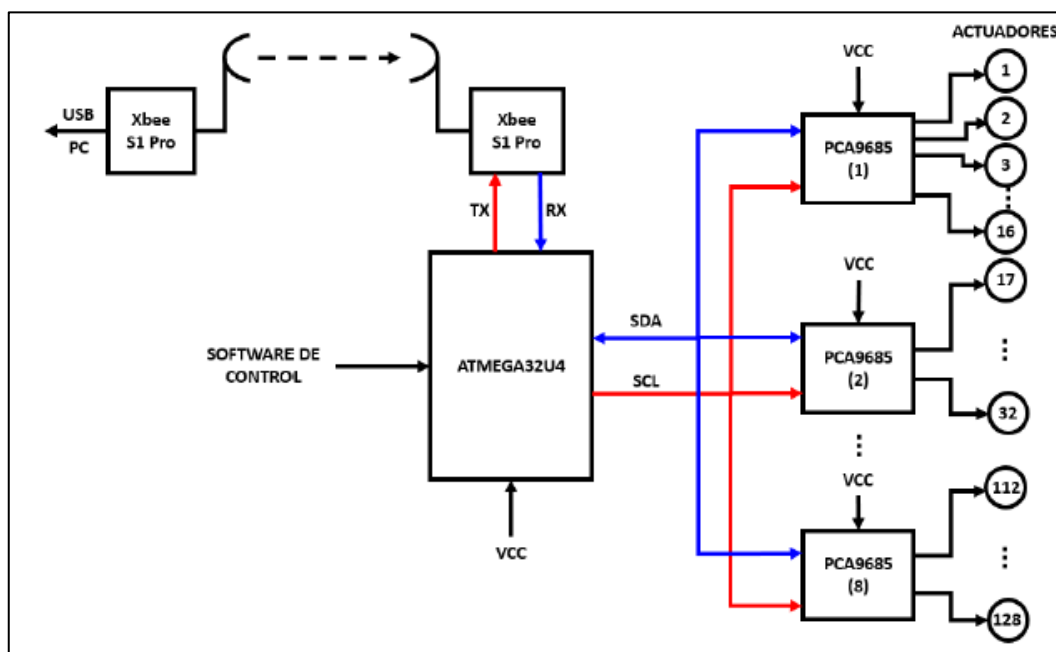 ACTUADORES
VCC
1
USB
PC
Xbee
S1 Pro
Xbee
S1 Pro
PCA9685
(1)
2
3
⋮
16
TX
RX
VCC
17
SDA
SOFTWARE DE
CONTROL
ATMEGA32U4
SCL
PCA9685
(2)
⋮
32
⋮
VCC
112
VCC
PCA9685
(8)
⋮
128